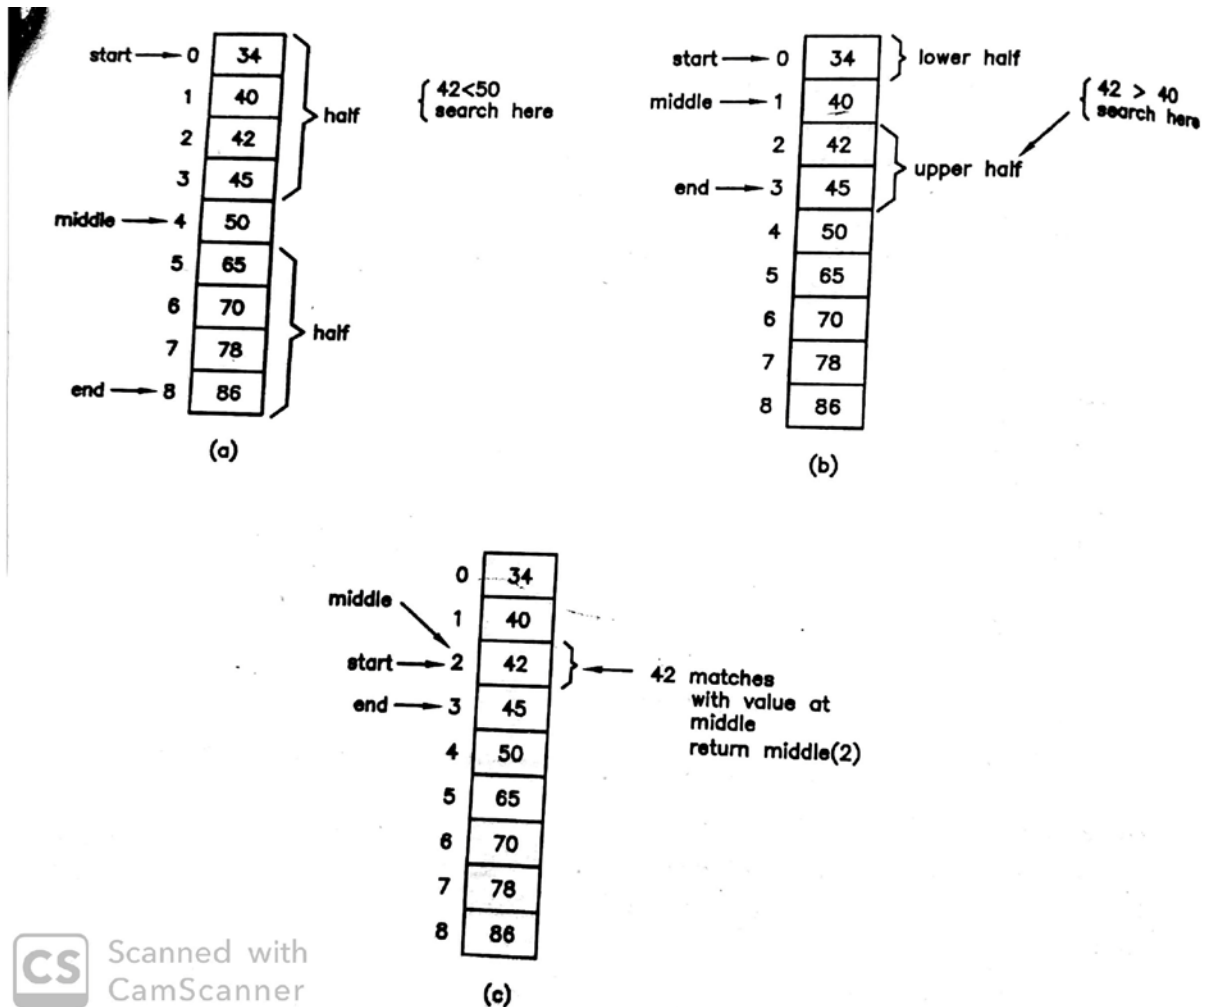 start 0 34
1 40
2 42
3 45
middle 4 50
5 65
6 70
7 78
end 8 86
half
half
42<50
search here
(a)
start 0 34
middle 1 40
2 42
end 3 45
4 50
5 65
6 70
7 78
8 86
lower half
upper half
42 > 40
search here
(b)
0 34
middle
1 40
start 2 42
end 3 45
4 50
5 65
6 70
7 78
8 86
42 matches
with value at
middle
return middle(2)
(c)
CS
Scanned with
CamScanner